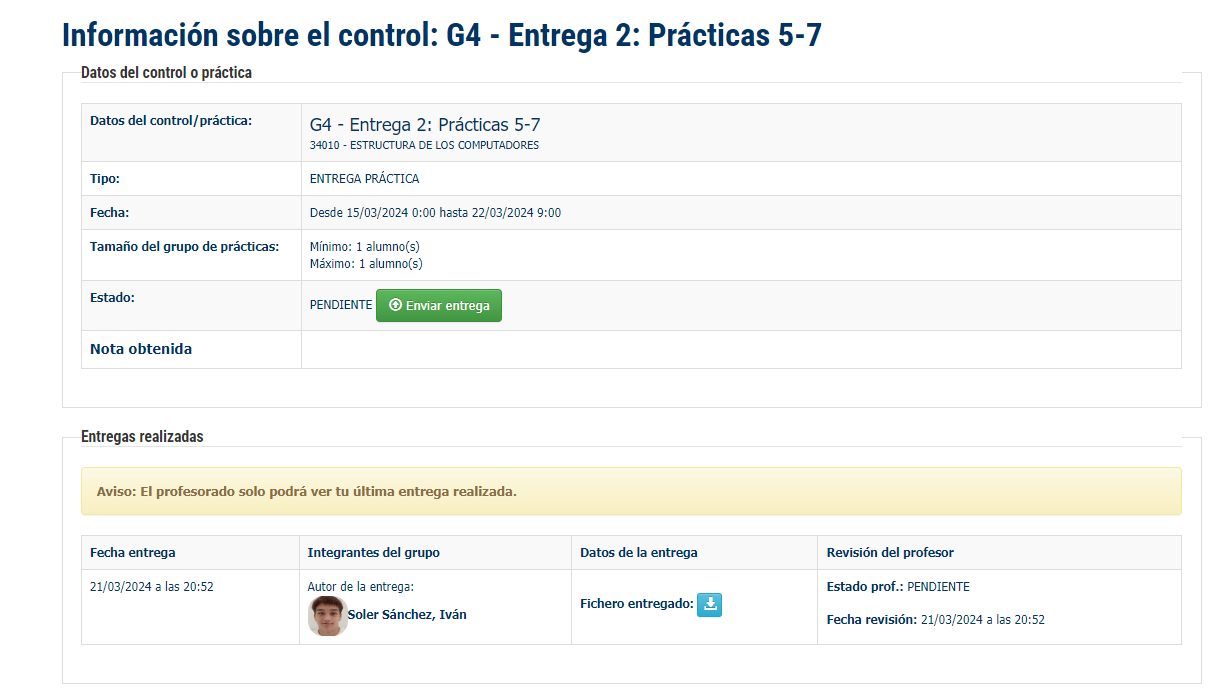 Información sobre el control: G4 - Entrega 2: Prácticas 5-7
Datos del control o práctica
Datos del control/práctica:
G4 - Entrega 2: Prácticas 5-7
34010 - ESTRUCTURA DE LOS COMPUTADORES
Tipo:
ENTREGA PRÁCTICA
Fecha:
Desde 15/03/2024 0:00 hasta 22/03/2024 9:00
Tamaño del grupo de prácticas:
Mínimo: 1 alumno(s)
Máximo: 1 alumno(s)
Estado:
PENDIENTE Enviar entrega
Nota obtenida
Entregas realizadas
Aviso: El profesorado solo podrá ver tu última entrega realizada.
Fecha entrega
Integrantes del grupo
Datos de la entrega
Revisión del profesor
21/03/2024 a las 20:52
Autor de la entrega:
Soler Sánchez, Iván
Fichero entregado:
Estado prof.: PENDIENTE
Fecha revisión: 21/03/2024 a las 20:52